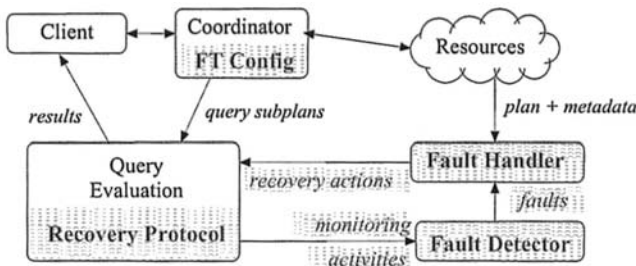 Client
Coordinator
FT Config
Resources
results
query subplans
plan + metadata
Query
Evaluation
Recovery Protocol
recovery actions
Fault Handler
faults
monitoring
activities
Fault Detector